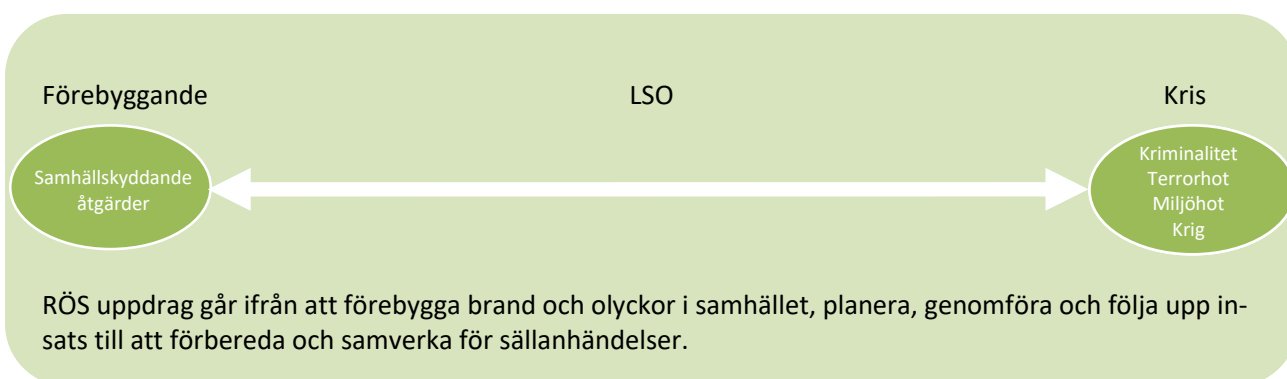 Förebyggande LSO Kris
Samhällskyddande
åtgärder
Kriminalitet
Terrorhot
Miljöhot
Krig
RÖS uppdrag går ifrån att förebygga brand och olyckor i samhället, planera, genomföra och följa upp in-
sats till att förbereda och samverka för sällanhändelser.